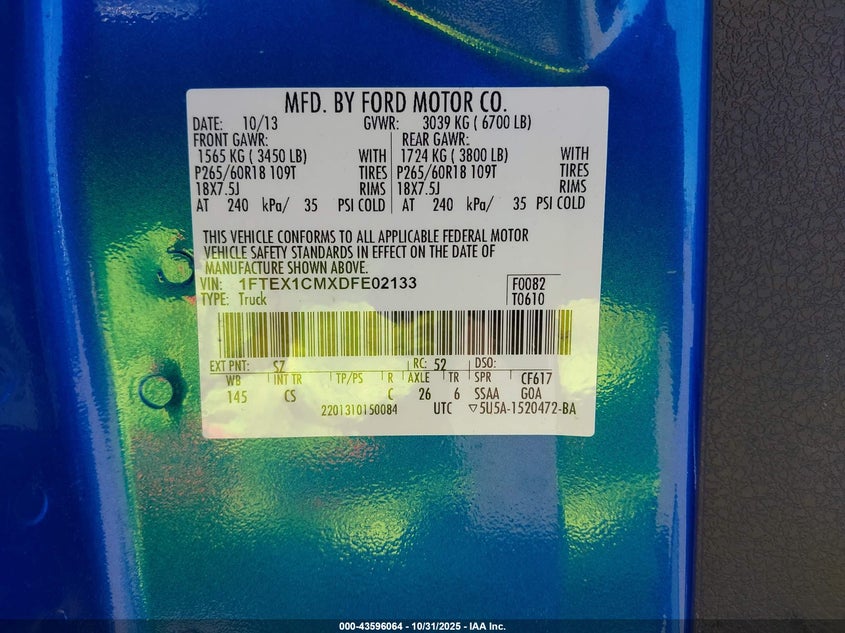 MFD. BY FORD MOTOR CO.
DATE: 10/13 GVWR: 3039 KG ( 6700 LB)
FRONT GAWR: REAR GAWR:
1565 KG ( 3450 LB) WITH 1724 KG ( 3800 LB) WITH
P265/60R18 109T TIRES P265/60R18 109T TIRES
18X7.5J RIMS 18X7.5J RIMS
AT 240 kPa/ 35 PSI COLD AT 240 kPa/ 35 PSI COLD
THIS VEHICLE CONFORMS TO ALL APPLICABLE FEDERAL MOTOR
VEHICLE SAFETY STANDARDS IN EFFECT ON THE DATE OF
MANUFACTURE SHOWN ABOVE.
VIN: 1FTEX1CMXDFE02133 F0082
TYPE: Truck T0610
EXT PNT: SZ RC: 52 DSO:
WB INT TR TP/PS R AXLE TR SPR CF617
145 CS C 26 6 SSAA GOA
2201310150084 UTC ▽5U5A-1520472-BA
000-43596064 - 10/31/2025 - IAA Inc.